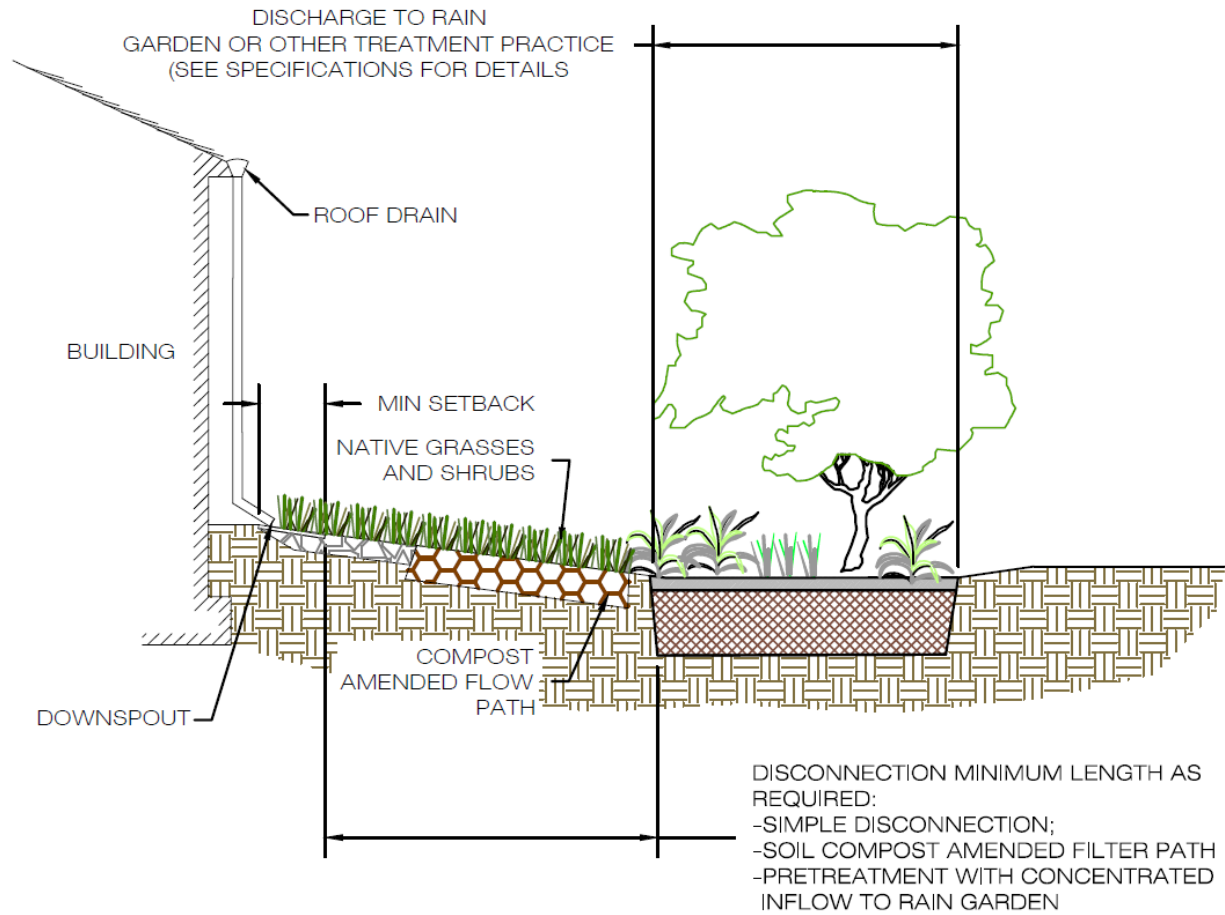 DISCHARGE TO RAIN
GARDEN OR OTHER TREATMENT PRACTICE
(SEE SPECIFICATIONS FOR DETAILS
ROOF DRAIN
BUILDING
MIN SETBACK
NATIVE GRASSES
AND SHRUBS
COMPOST
AMENDED FLOW
PATH
DOWNSPOUT
DISCONNECTION MINIMUM LENGTH AS
REQUIRED:
-SIMPLE DISCONNECTION;
-SOIL COMPOST AMENDED FILTER PATH
-PRETREATMENT WITH CONCENTRATED
INFLOW TO RAIN GARDEN